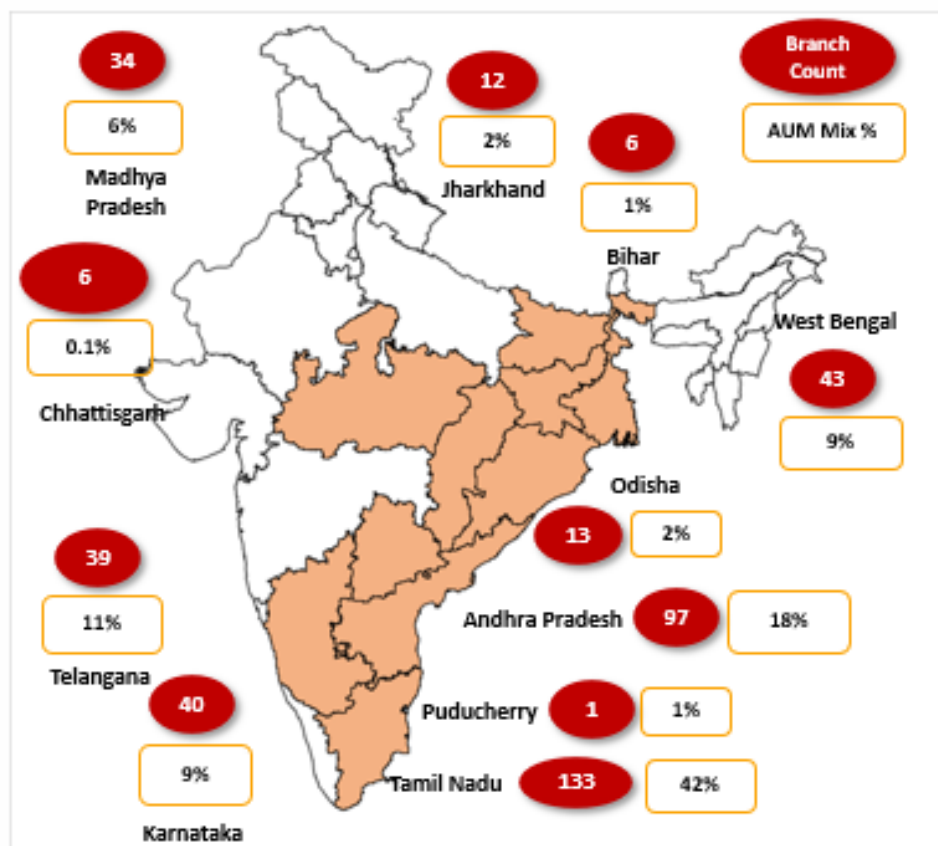 34
6%
Madhya
Pradesh
12
2%
Jharkhand
6
1%
Bihar
Branch
Count
AUM Mix %
6
0.1%
Chhattisgarh
West Bengal
43
9%
Odisha
13
2%
39
11%
Telangana
Andhra Pradesh
97
18%
40
9%
Karnataka
Puducherry
1
1%
Tamil Nadu
133
42%